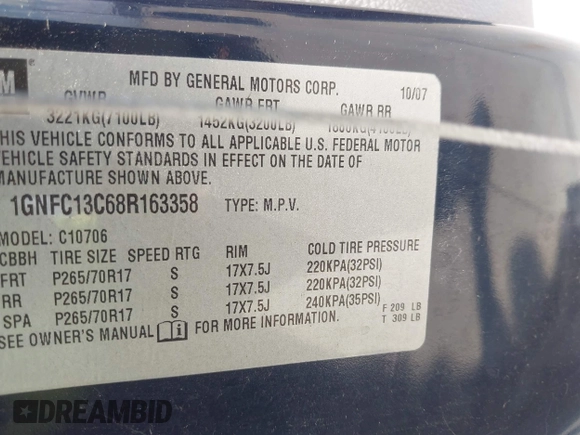 M
MFD BY GENERAL MOTORS CORP. 10/07
GVWR GAWR FRT GAWR RR
3221KG(7100LB) 1452KG(3200LB)
THIS VEHICLE CONFORMS TO ALL APPLICABLE U.S. FEDERAL MOTOR
VEHICLE SAFETY STANDARDS IN EFFECT ON THE DATE OF
MANUFACTURE SHOWN ABOVE.
1GNFC13C68R163358 TYPE: M.P.V.
MODEL: C10706
CBBH TIRE SIZE SPEED RTG RIM COLD TIRE PRESSURE
FRT P265/70R17 S 17X7.5J 220KPA(32PSI)
RR P265/70R17 S 17X7.5J 220KPA(32PSI)
SPA P265/70R17 S 17X7.5J 240KPA(35PSI)
F 209 LB
T 309 LB
SEE OWNER'S MANUAL FOR MORE INFORMATION.
DREAMBID